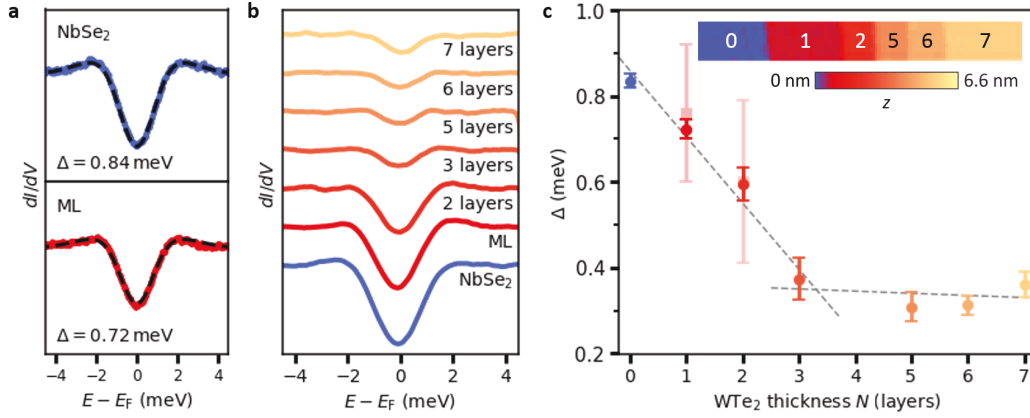 a
NbSe₂
Δ = 0.84 meV
ML
Δ = 0.72 meV
dI/dV
−4 −2 0 2 4
E − E_F (meV)
b
7 layers
6 layers
5 layers
3 layers
2 layers
ML
NbSe₂
dI/dV
−4 −2 0 2 4
E − E_F (meV)
c
0 1 2 5 6 7
0 nm 6.6 nm
z
1.0
0.8
0.6
0.4
0.2
Δ (meV)
0 1 2 3 4 5 6 7
WTe₂ thickness N (layers)